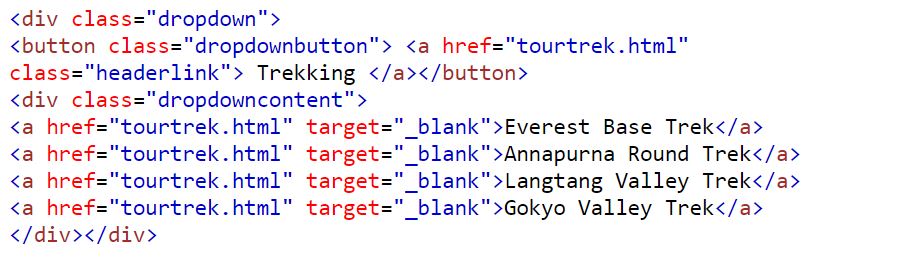 <div class="dropdown">
<button class="dropdownbutton"> <a href="tourtrek.html"
class="headerlink"> Trekking </a></button>
<div class="dropdowncontent">
<a href="tourtrek.html" target="_blank">Everest Base Trek</a>
<a href="tourtrek.html" target="_blank">Annapurna Round Trek</a>
<a href="tourtrek.html" target="_blank">Langtang Valley Trek</a>
<a href="tourtrek.html" target="_blank">Gokyo Valley Trek</a>
</div></div>